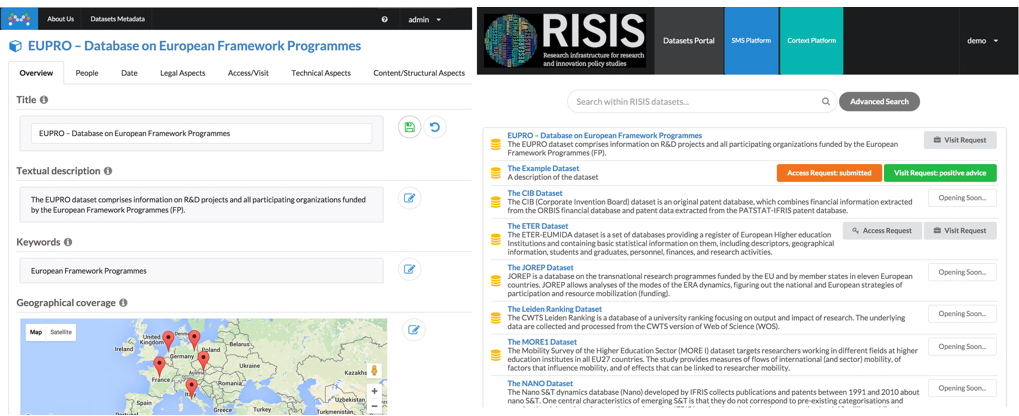 About Us
Datasets Metadata
admin
EUPRO – Database on European Framework Programmes
Overview
People
Date
Legal Aspects
Access/Visit
Technical Aspects
Content/Structural Aspects
Title
EUPRO – Database on European Framework Programmes
Textual description
The EUPRO dataset comprises information on R&D projects and all participating organizations funded
by the European Framework Programmes (FP).
Keywords
European Framework Programmes
Geographical coverage
Map
Satellite
United
Kingdom
Ireland
Poland
Germany
Ukraine
France
Italy
Kazakhs
RISIS
Research infrastructure for research
and innovation policy studies
Datasets Portal
SMS Platform
Cortext Platform
demo
Search within RISIS datasets...
Advanced Search
EUPRO – Database on European Framework Programmes
The EUPRO dataset comprises information on R&D projects and all participating organizations funded by the European
Framework Programmes (FP).
Visit Request
The Example Dataset
A description of the dataset
Access Request: submitted
Visit Request: positive advice
The CIB Dataset
The CIB (Corporate Invention Board) dataset is an original patent database, which combines financial information extracted
from the ORBIS financial database and patent data extracted from the PATSTAT-IFRIS patent database.
Opening Soon...
The ETER Dataset
The ETER-EUMIDA dataset is a set of databases providing a register of European Higher education
Institutions and containing basic statistical information on them, including descriptors, geographical
information, students and graduates, personnel, finances, and research activities.
Access Request
Visit Request
The JOREP Dataset
JOREP is a database on the transnational research programmes funded by the EU and by member states in eleven European
countries. JOREP allows analyses of the modes of the ERA dynamics, figuring out the national and European strategies of
participation and resource mobilization (funding).
Opening Soon...
The Leiden Ranking Dataset
The CWTS Leiden Ranking is a database of a university ranking focusing on output and impact of research. The underlying
data are collected and processed from the CWTS version of Web of Science (WOS).
Opening Soon...
The MORE1 Dataset
The Mobility Survey of the Higher Education Sector (MORE I) dataset targets researchers working in different fields at higher
education institutes in all EU27 countries. The study provides measures of flows of international (and sector) mobility, of
factors that influence mobility, and of effects that can be linked to researcher mobility.
Opening Soon...
The NANO Dataset
The Nano S&T dynamics database (Nano) developed by IFRIS collects publications and patents between 1991 and 2010 about
nano S&T. One central characteristics of emerging S&T is that they do not correspond to pre-existing categorisations and
Opening Soon...